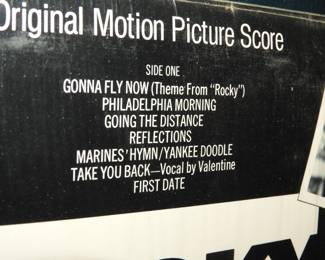 Original Motion Picture Score
SIDE ONE
GONNA FLY NOW (Theme From "Rocky")
PHILADELPHIA MORNING
GOING THE DISTANCE
REFLECTIONS
MARINES' HYMN/YANKEE DOODLE
TAKE YOU BACK—Vocal by Valentine
FIRST DATE